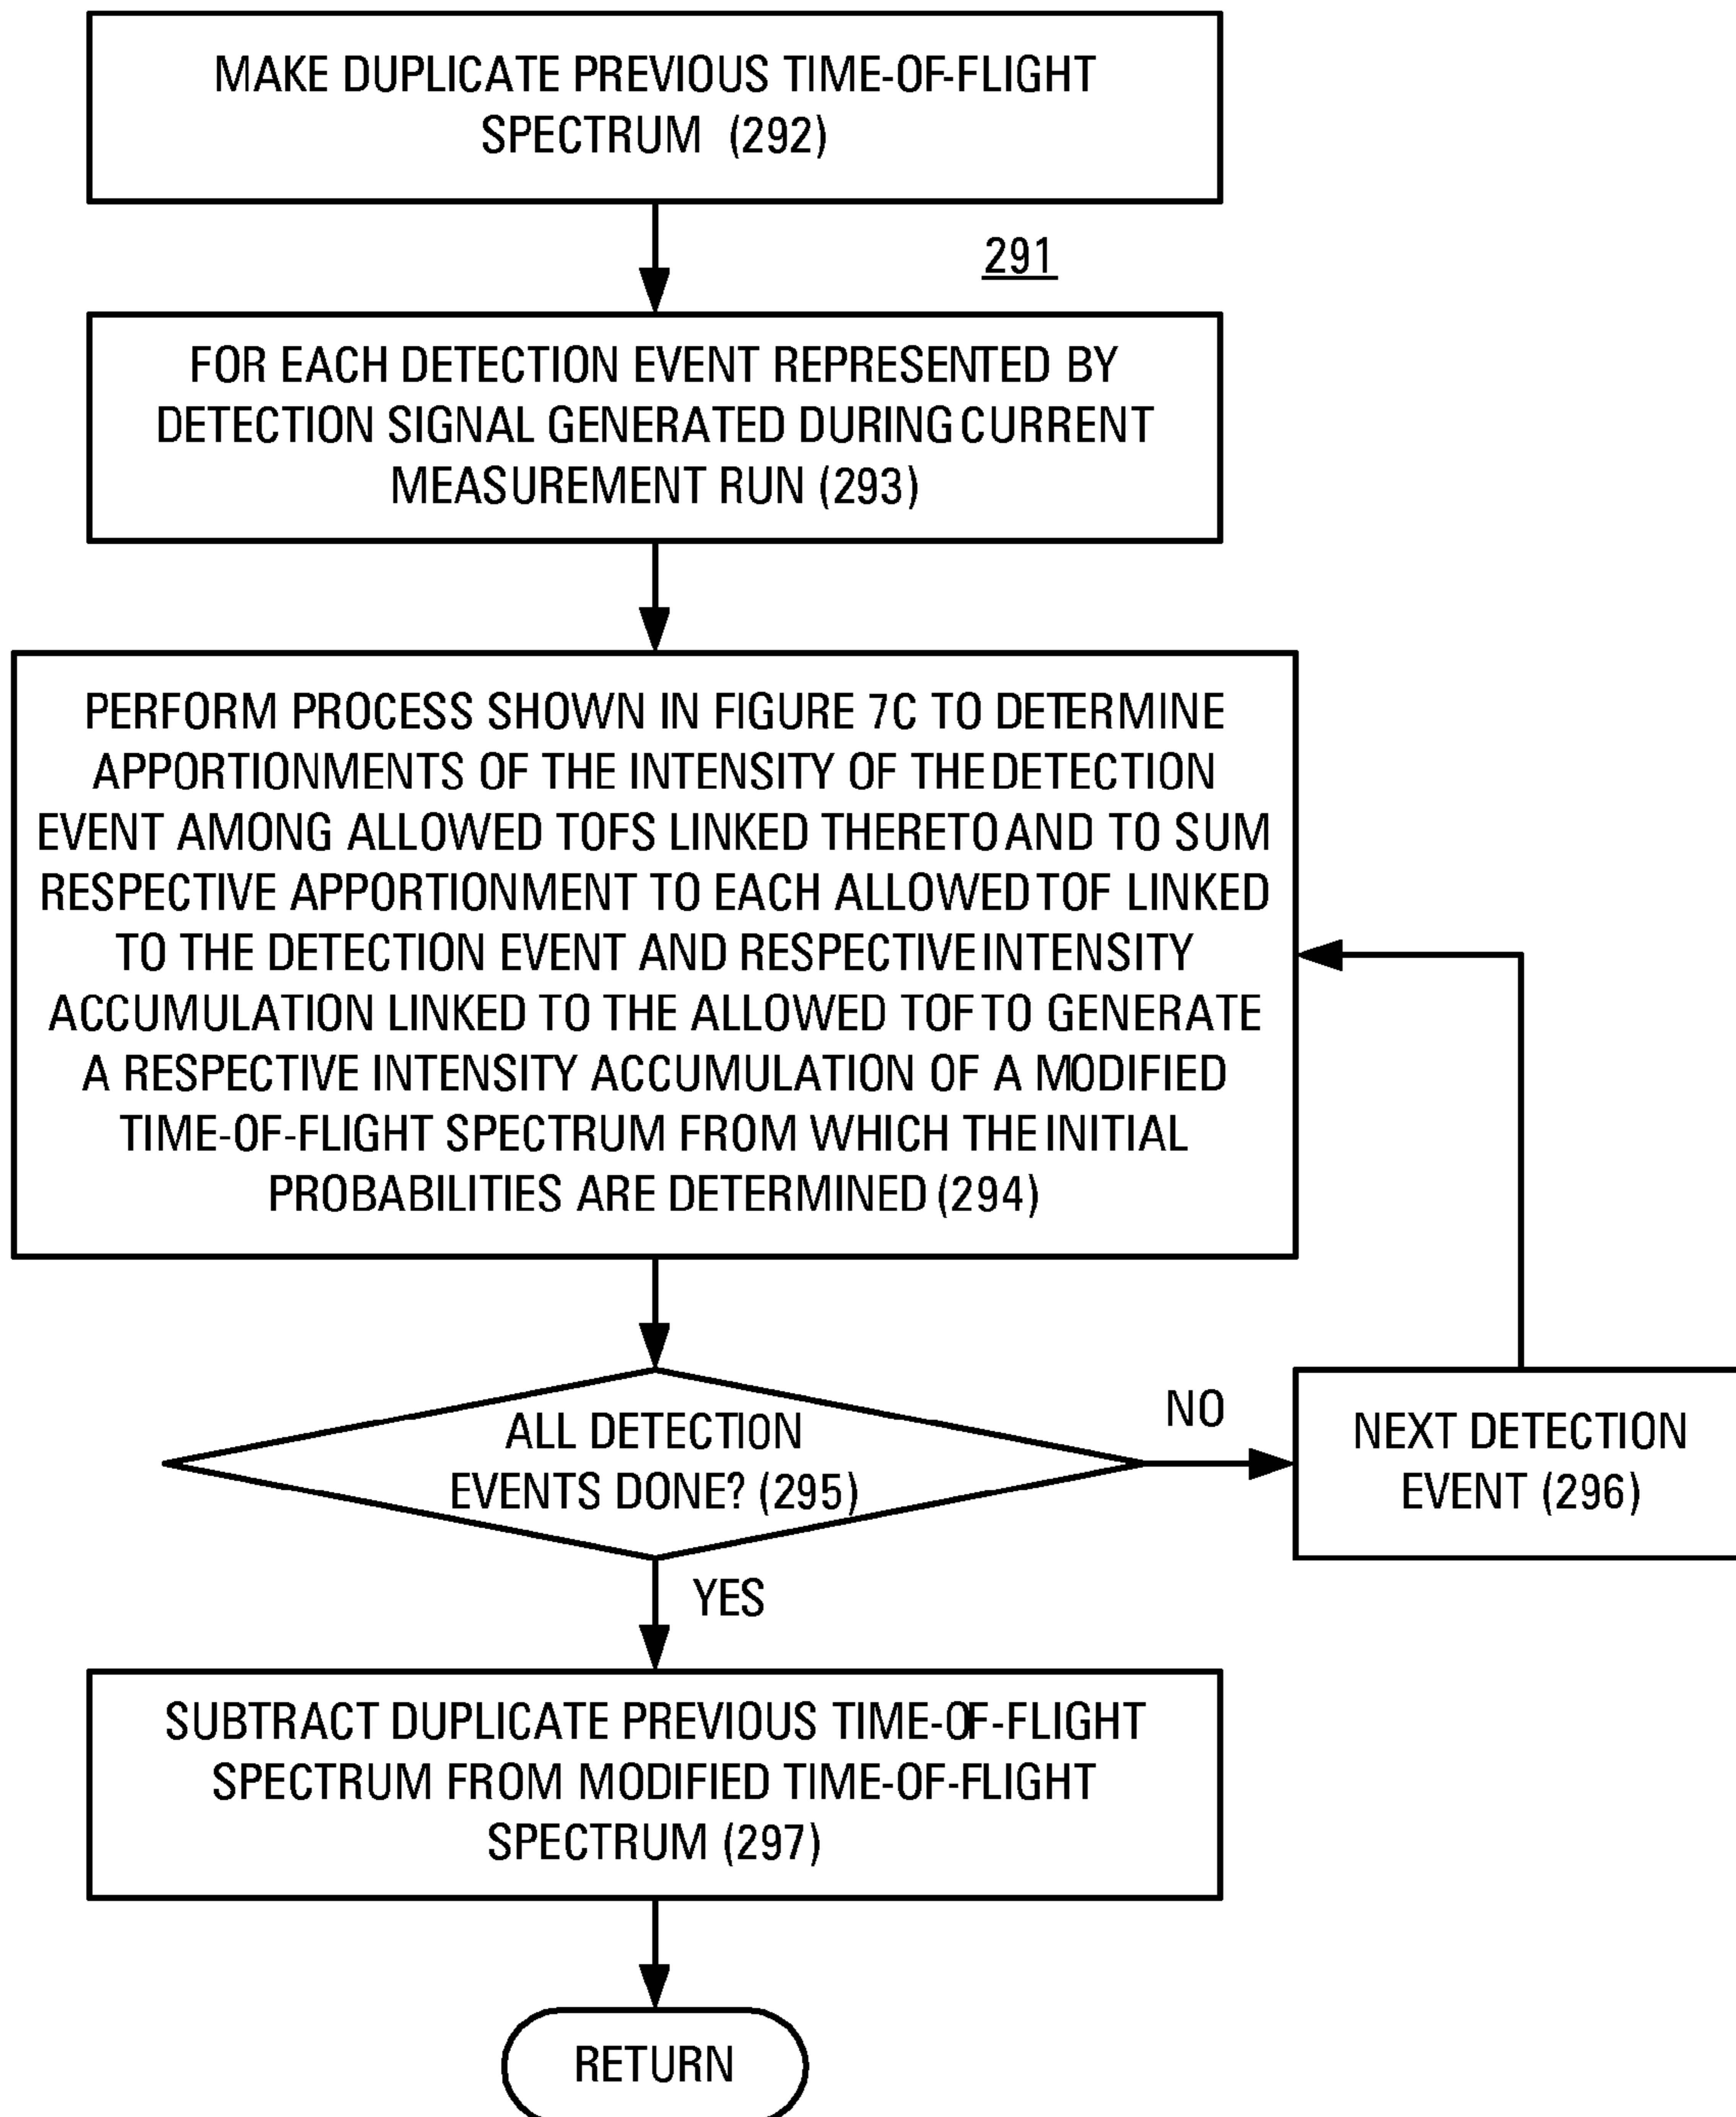 MAKE DUPLICATE PREVIOUS TIME-OF-FLIGHT
SPECTRUM (292)
291
FOR EACH DETECTION EVENT REPRESENTED BY
DETECTION SIGNAL GENERATED DURING CURRENT
MEASUREMENT RUN (293)
PERFORM PROCESS SHOWN IN FIGURE 7C TO DETERMINE
APPORTIONMENTS OF THE INTENSITY OF THE DETECTION
EVENT AMONG ALLOWED TOFS LINKED THERETO AND TO SUM
RESPECTIVE APPORTIONMENT TO EACH ALLOWED TOF LINKED
TO THE DETECTION EVENT AND RESPECTIVE INTENSITY
ACCUMULATION LINKED TO THE ALLOWED TOF TO GENERATE
A RESPECTIVE INTENSITY ACCUMULATION OF A MODIFIED
TIME-OF-FLIGHT SPECTRUM FROM WHICH THE INITIAL
PROBABILITIES ARE DETERMINED (294)
ALL DETECTION
EVENTS DONE? (295)
NO
NEXT DETECTION
EVENT (296)
YES
SUBTRACT DUPLICATE PREVIOUS TIME-OF-FLIGHT
SPECTRUM FROM MODIFIED TIME-OF-FLIGHT
SPECTRUM (297)
RETURN